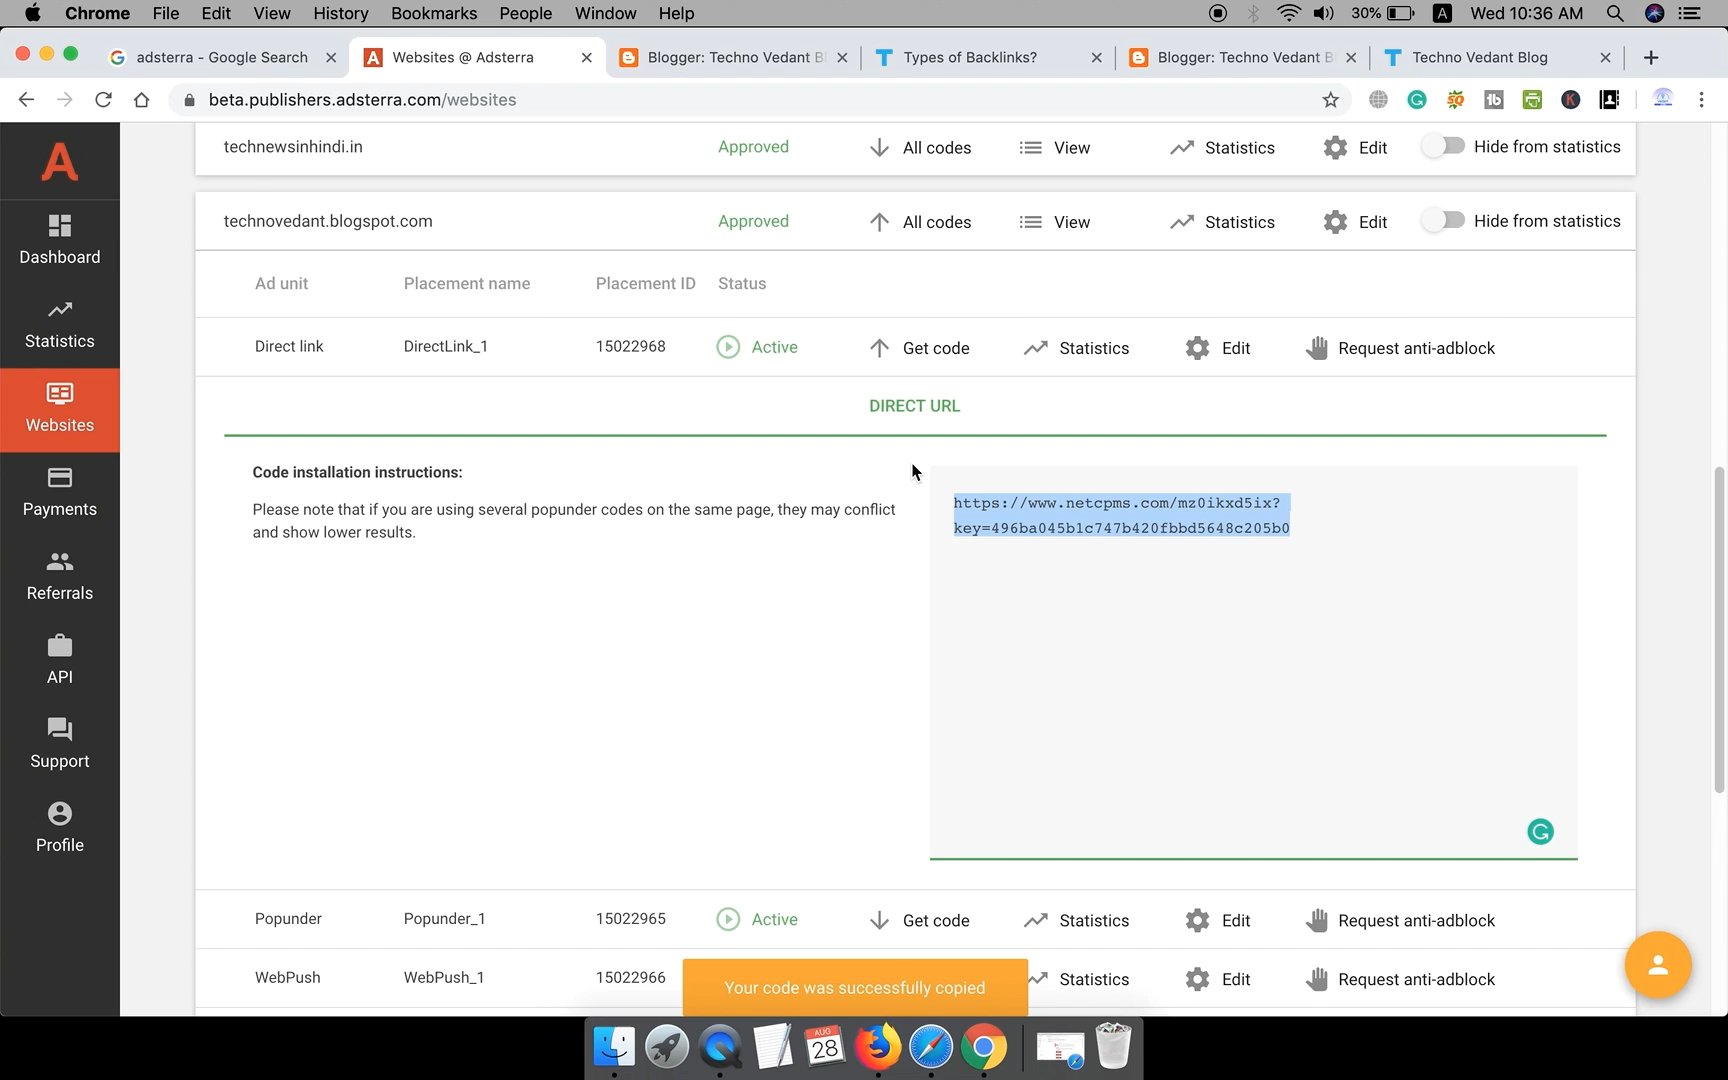 Chrome File Edit View History Bookmarks People Window Help 30% A Wed 10:36 AM
adsterra - Google Search Websites @ Adsterra Blogger: Techno Vedant B Types of Backlinks? Blogger: Techno Vedant B Techno Vedant Blog
beta.publishers.adsterra.com/websites
technewsinhindi.in Approved All codes View Statistics Edit Hide from statistics
technovedant.blogspot.com Approved All codes View Statistics Edit Hide from statistics
Dashboard
Statistics
Websites
Payments
Referrals
API
Support
Profile
Ad unit Placement name Placement ID Status
Direct link DirectLink_1 15022968 Active Get code Statistics Edit Request anti-adblock
DIRECT URL
Code installation instructions:
Please note that if you are using several popunder codes on the same page, they may conflict
and show lower results.
https://www.netcpms.com/mz0ikxd5ix?
key=496ba045b1c747b420fbbd5648c205b0
Popunder Popunder_1 15022965 Active Get code Statistics Edit Request anti-adblock
WebPush WebPush_1 15022966 Statistics Edit Request anti-adblock
Your code was successfully copied
AUG
28